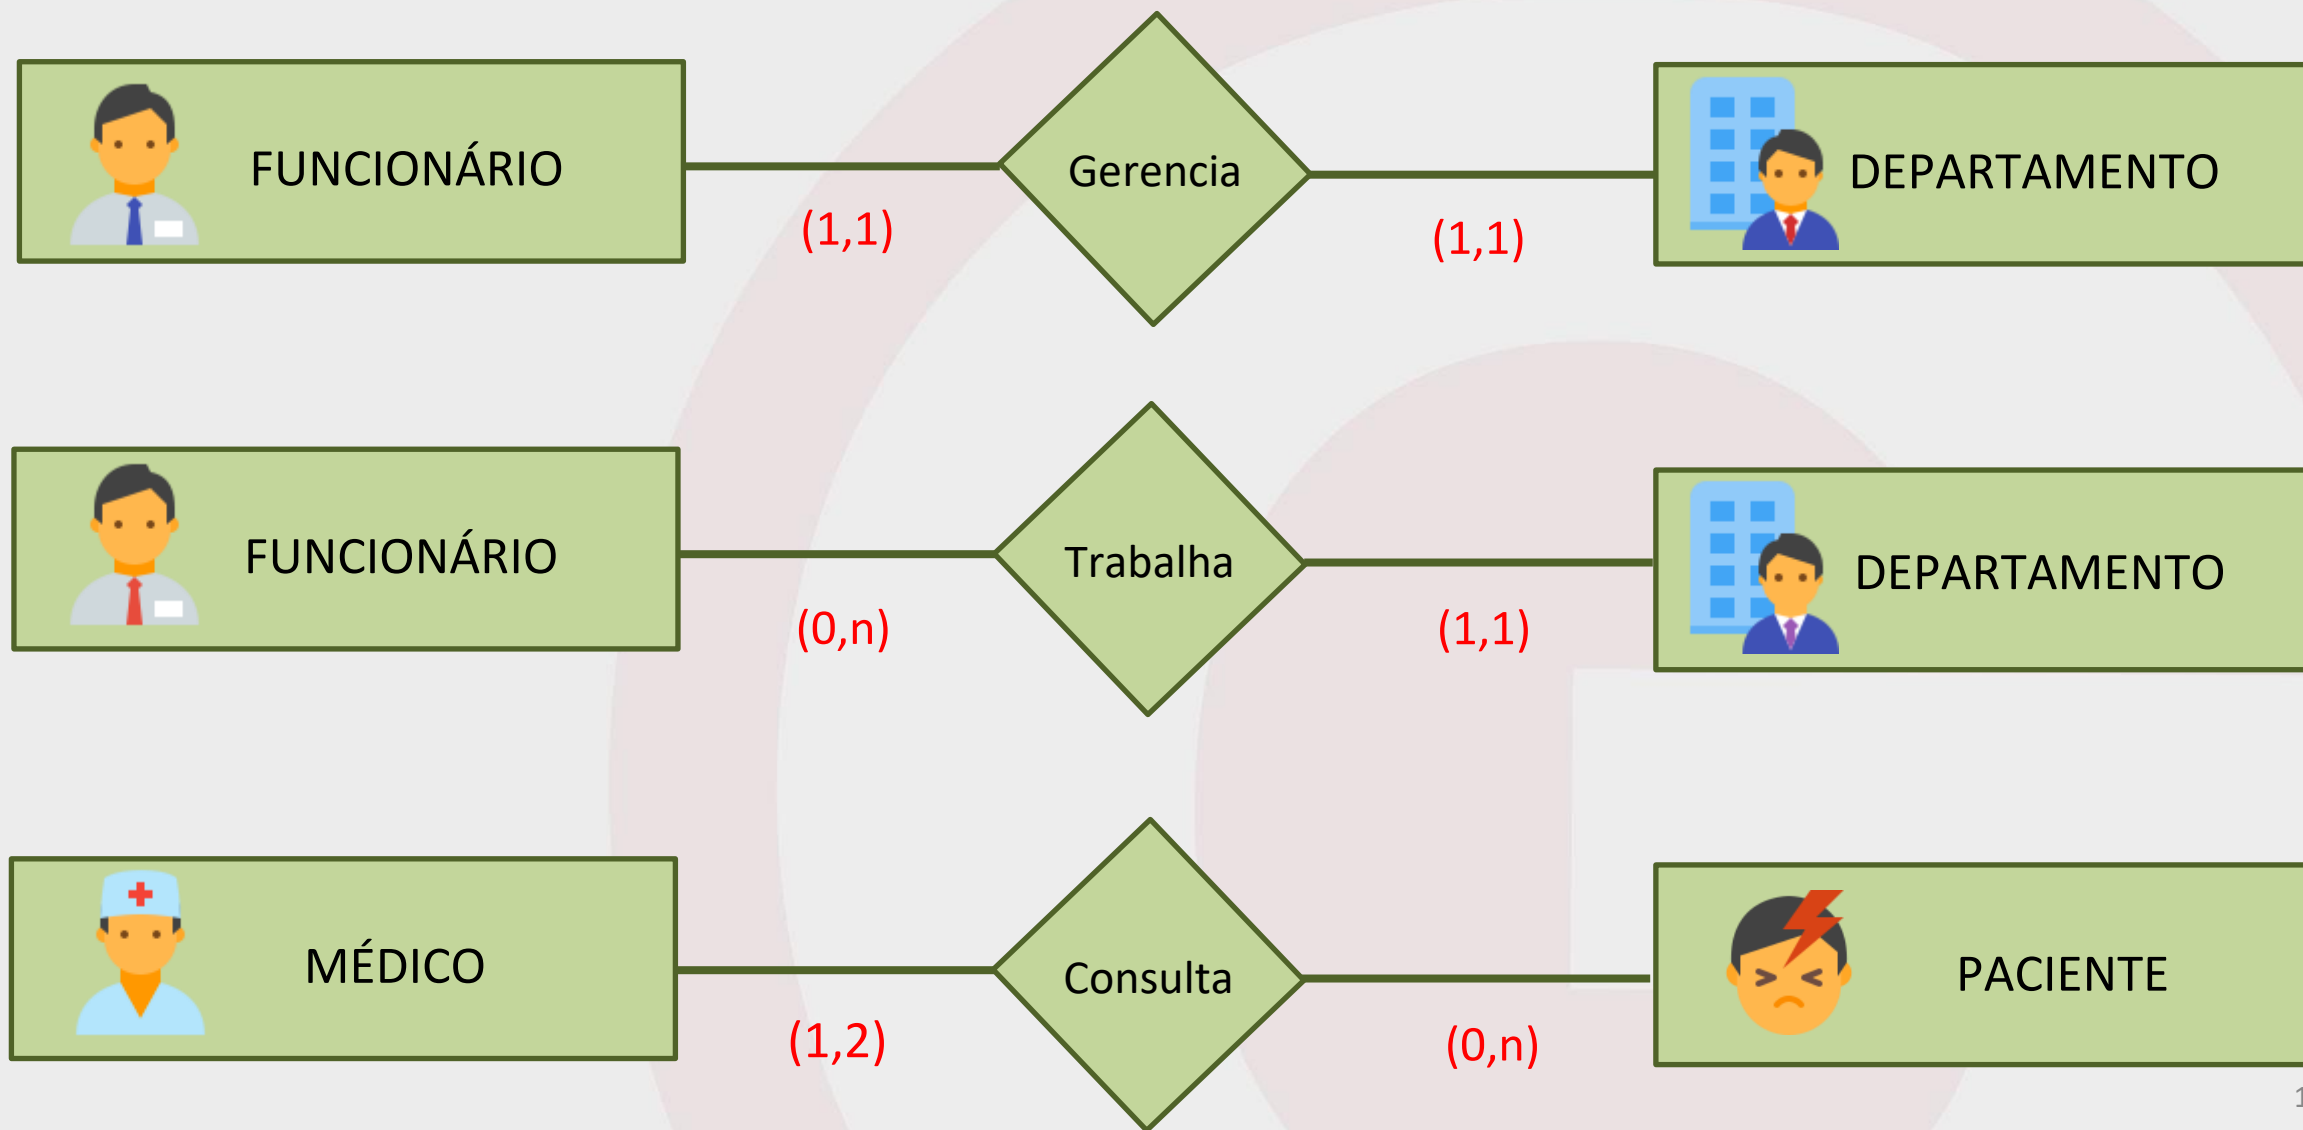 FUNCIONÁRIO
Gerencia
DEPARTAMENTO
(1,1)
(1,1)
FUNCIONÁRIO
Trabalha
DEPARTAMENTO
(0,n)
(1,1)
MÉDICO
Consulta
PACIENTE
(1,2)
(0,n)
1